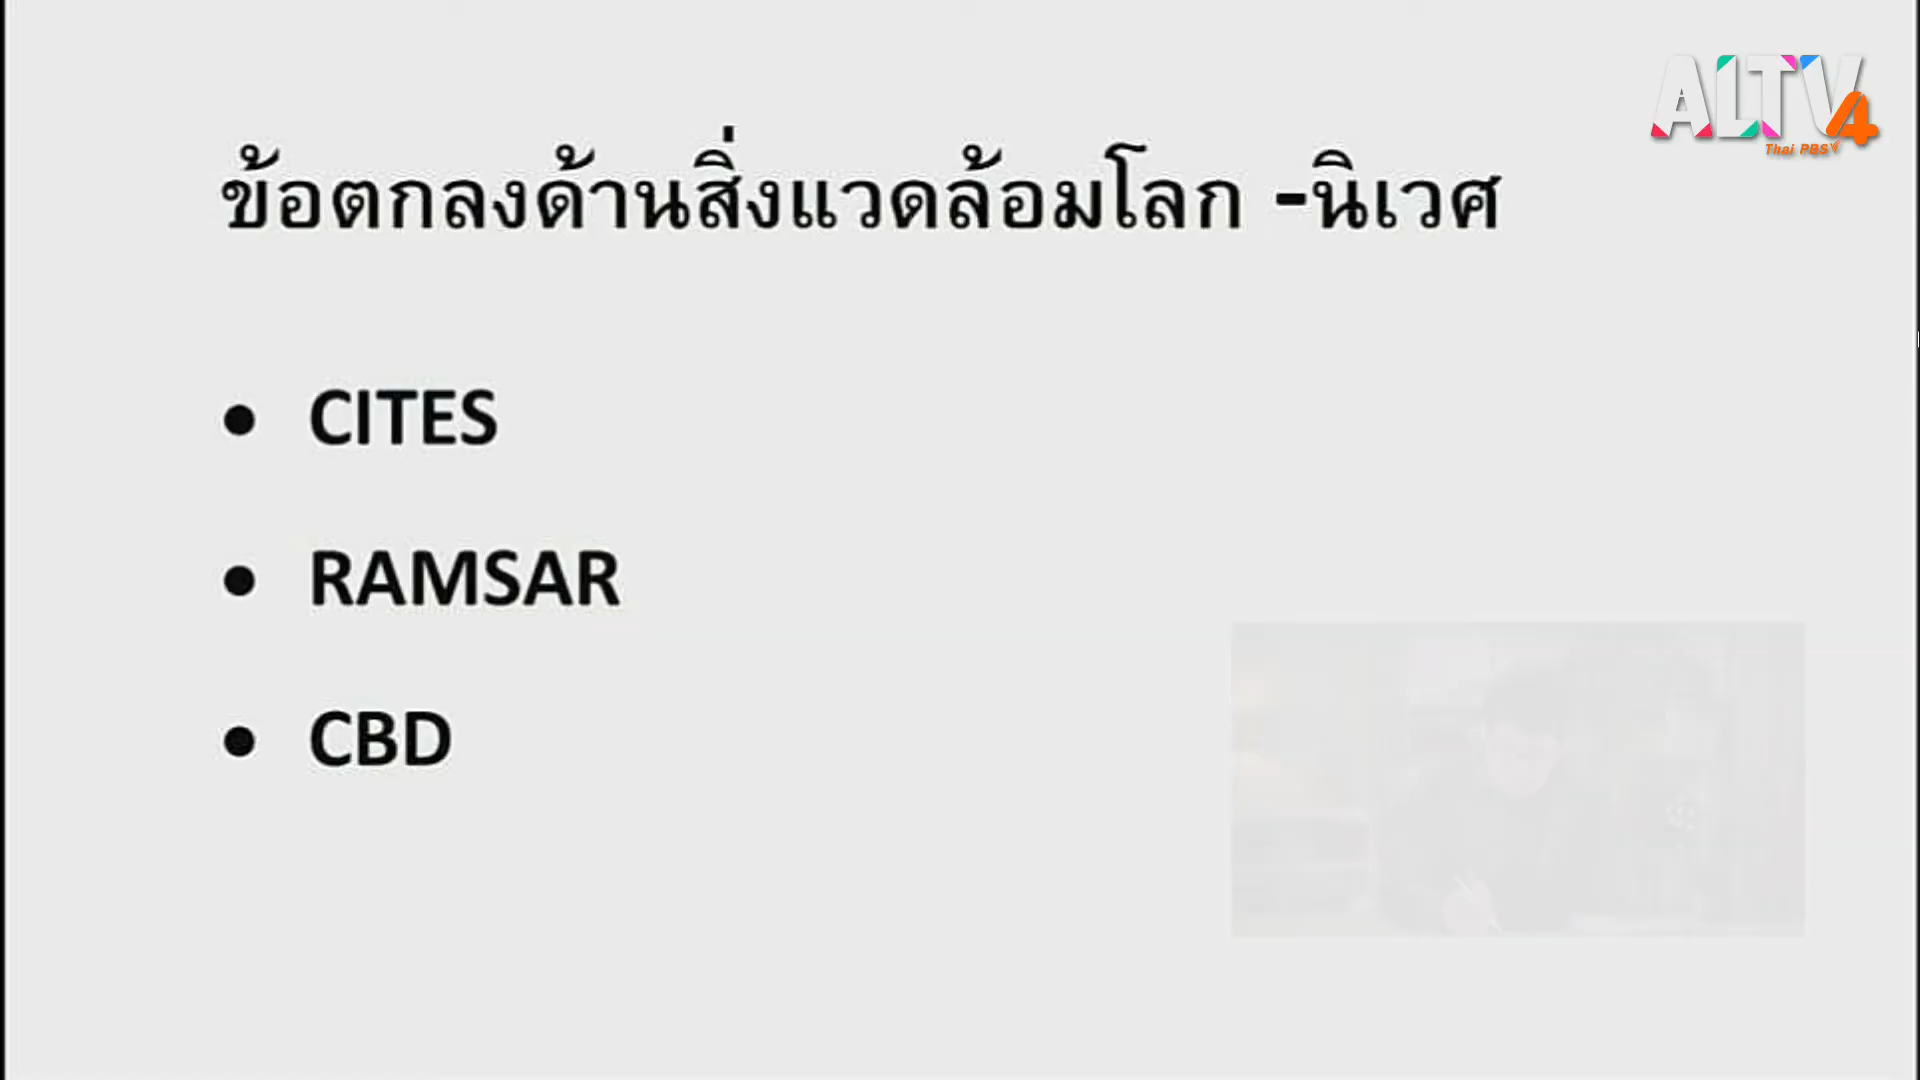 ALTV4
Thai PBS
ข้อตกลงด้านสิ่งแวดล้อมโลก -นิเวศ
• CITES
• RAMSAR
• CBD